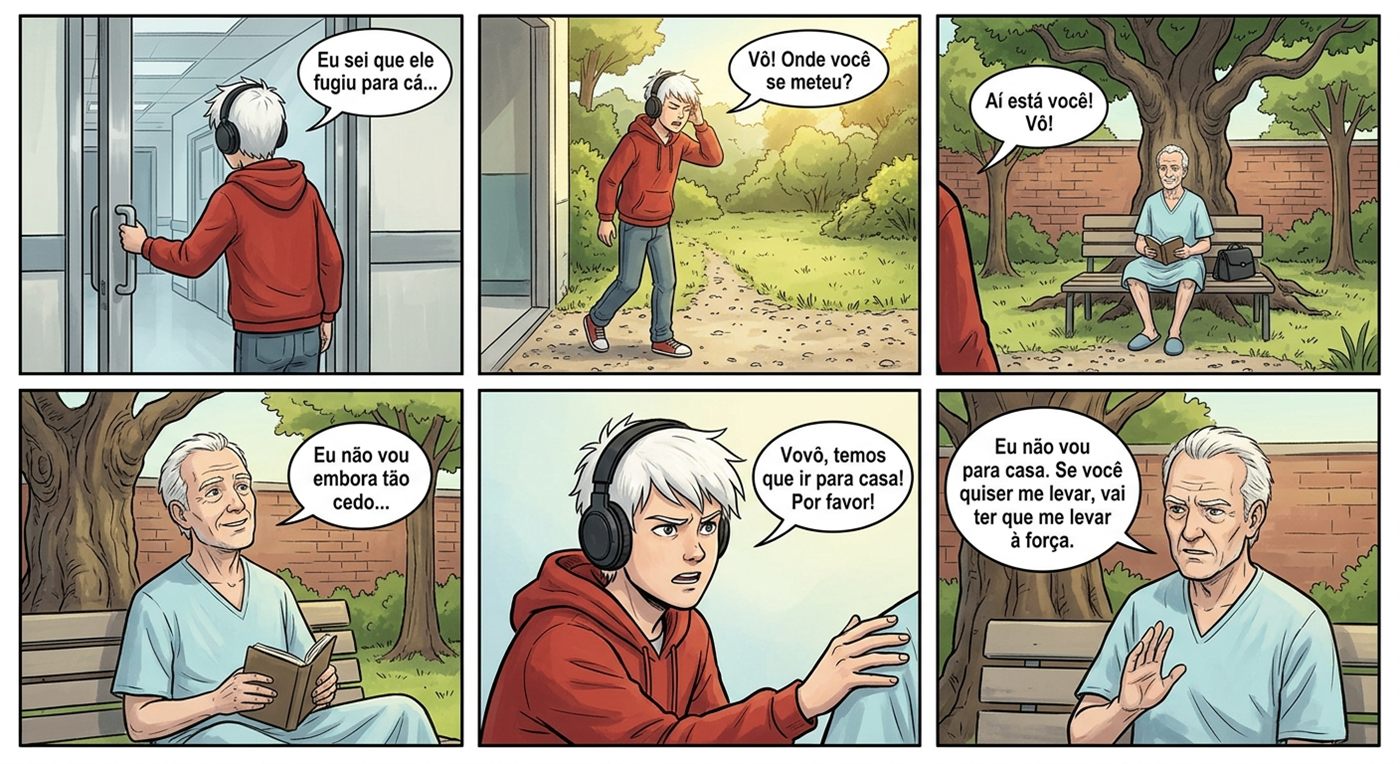 Eu sei que ele
fugiu para cá...
Vô! Onde você
se meteu?
Aí está você!
Vô!
Eu não vou
embora tão
cedo...
Vovô, temos
que ir para casa!
Por favor!
Eu não vou
para casa. Se você
quiser me levar, vai
ter que me levar
à força.